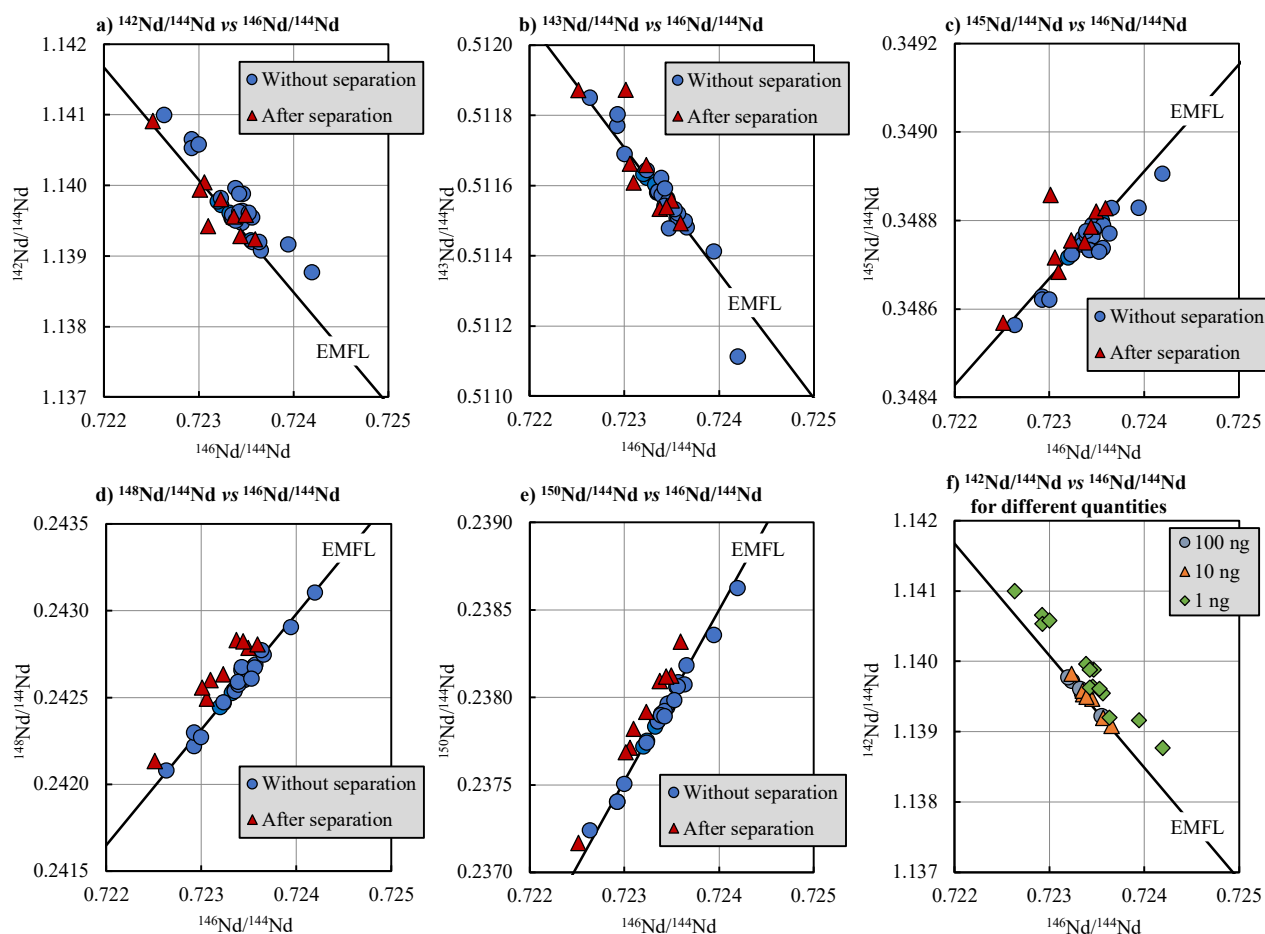 a) ¹⁴²Nd/¹⁴⁴Nd vs ¹⁴⁶Nd/¹⁴⁴Nd
1.142
1.141
1.140
1.139
1.138
1.137
¹⁴²Nd/¹⁴⁴Nd
Without separation
After separation
EMFL
0.722 0.723 0.724 0.725
¹⁴⁶Nd/¹⁴⁴Nd
b) ¹⁴³Nd/¹⁴⁴Nd vs ¹⁴⁶Nd/¹⁴⁴Nd
0.5120
0.5118
0.5116
0.5114
0.5112
0.5110
¹⁴³Nd/¹⁴⁴Nd
Without separation
After separation
EMFL
0.722 0.723 0.724 0.725
¹⁴⁶Nd/¹⁴⁴Nd
c) ¹⁴⁵Nd/¹⁴⁴Nd vs ¹⁴⁶Nd/¹⁴⁴Nd
0.3492
0.3490
0.3488
0.3486
0.3484
¹⁴⁵Nd/¹⁴⁴Nd
EMFL
Without separation
After separation
0.722 0.723 0.724 0.725
¹⁴⁶Nd/¹⁴⁴Nd
d) ¹⁴⁸Nd/¹⁴⁴Nd vs ¹⁴⁶Nd/¹⁴⁴Nd
0.2435
0.2430
0.2425
0.2420
0.2415
¹⁴⁸Nd/¹⁴⁴Nd
EMFL
Without separation
After separation
0.722 0.723 0.724 0.725
¹⁴⁶Nd/¹⁴⁴Nd
e) ¹⁵⁰Nd/¹⁴⁴Nd vs ¹⁴⁶Nd/¹⁴⁴Nd
0.2390
0.2385
0.2380
0.2375
0.2370
¹⁵⁰Nd/¹⁴⁴Nd
EMFL
Without separation
After separation
0.722 0.723 0.724 0.725
¹⁴⁶Nd/¹⁴⁴Nd
f) ¹⁴²Nd/¹⁴⁴Nd vs ¹⁴⁶Nd/¹⁴⁴Nd
for different quantities
1.142
1.141
1.140
1.139
1.138
1.137
¹⁴²Nd/¹⁴⁴Nd
100 ng
10 ng
1 ng
EMFL
0.722 0.723 0.724 0.725
¹⁴⁶Nd/¹⁴⁴Nd